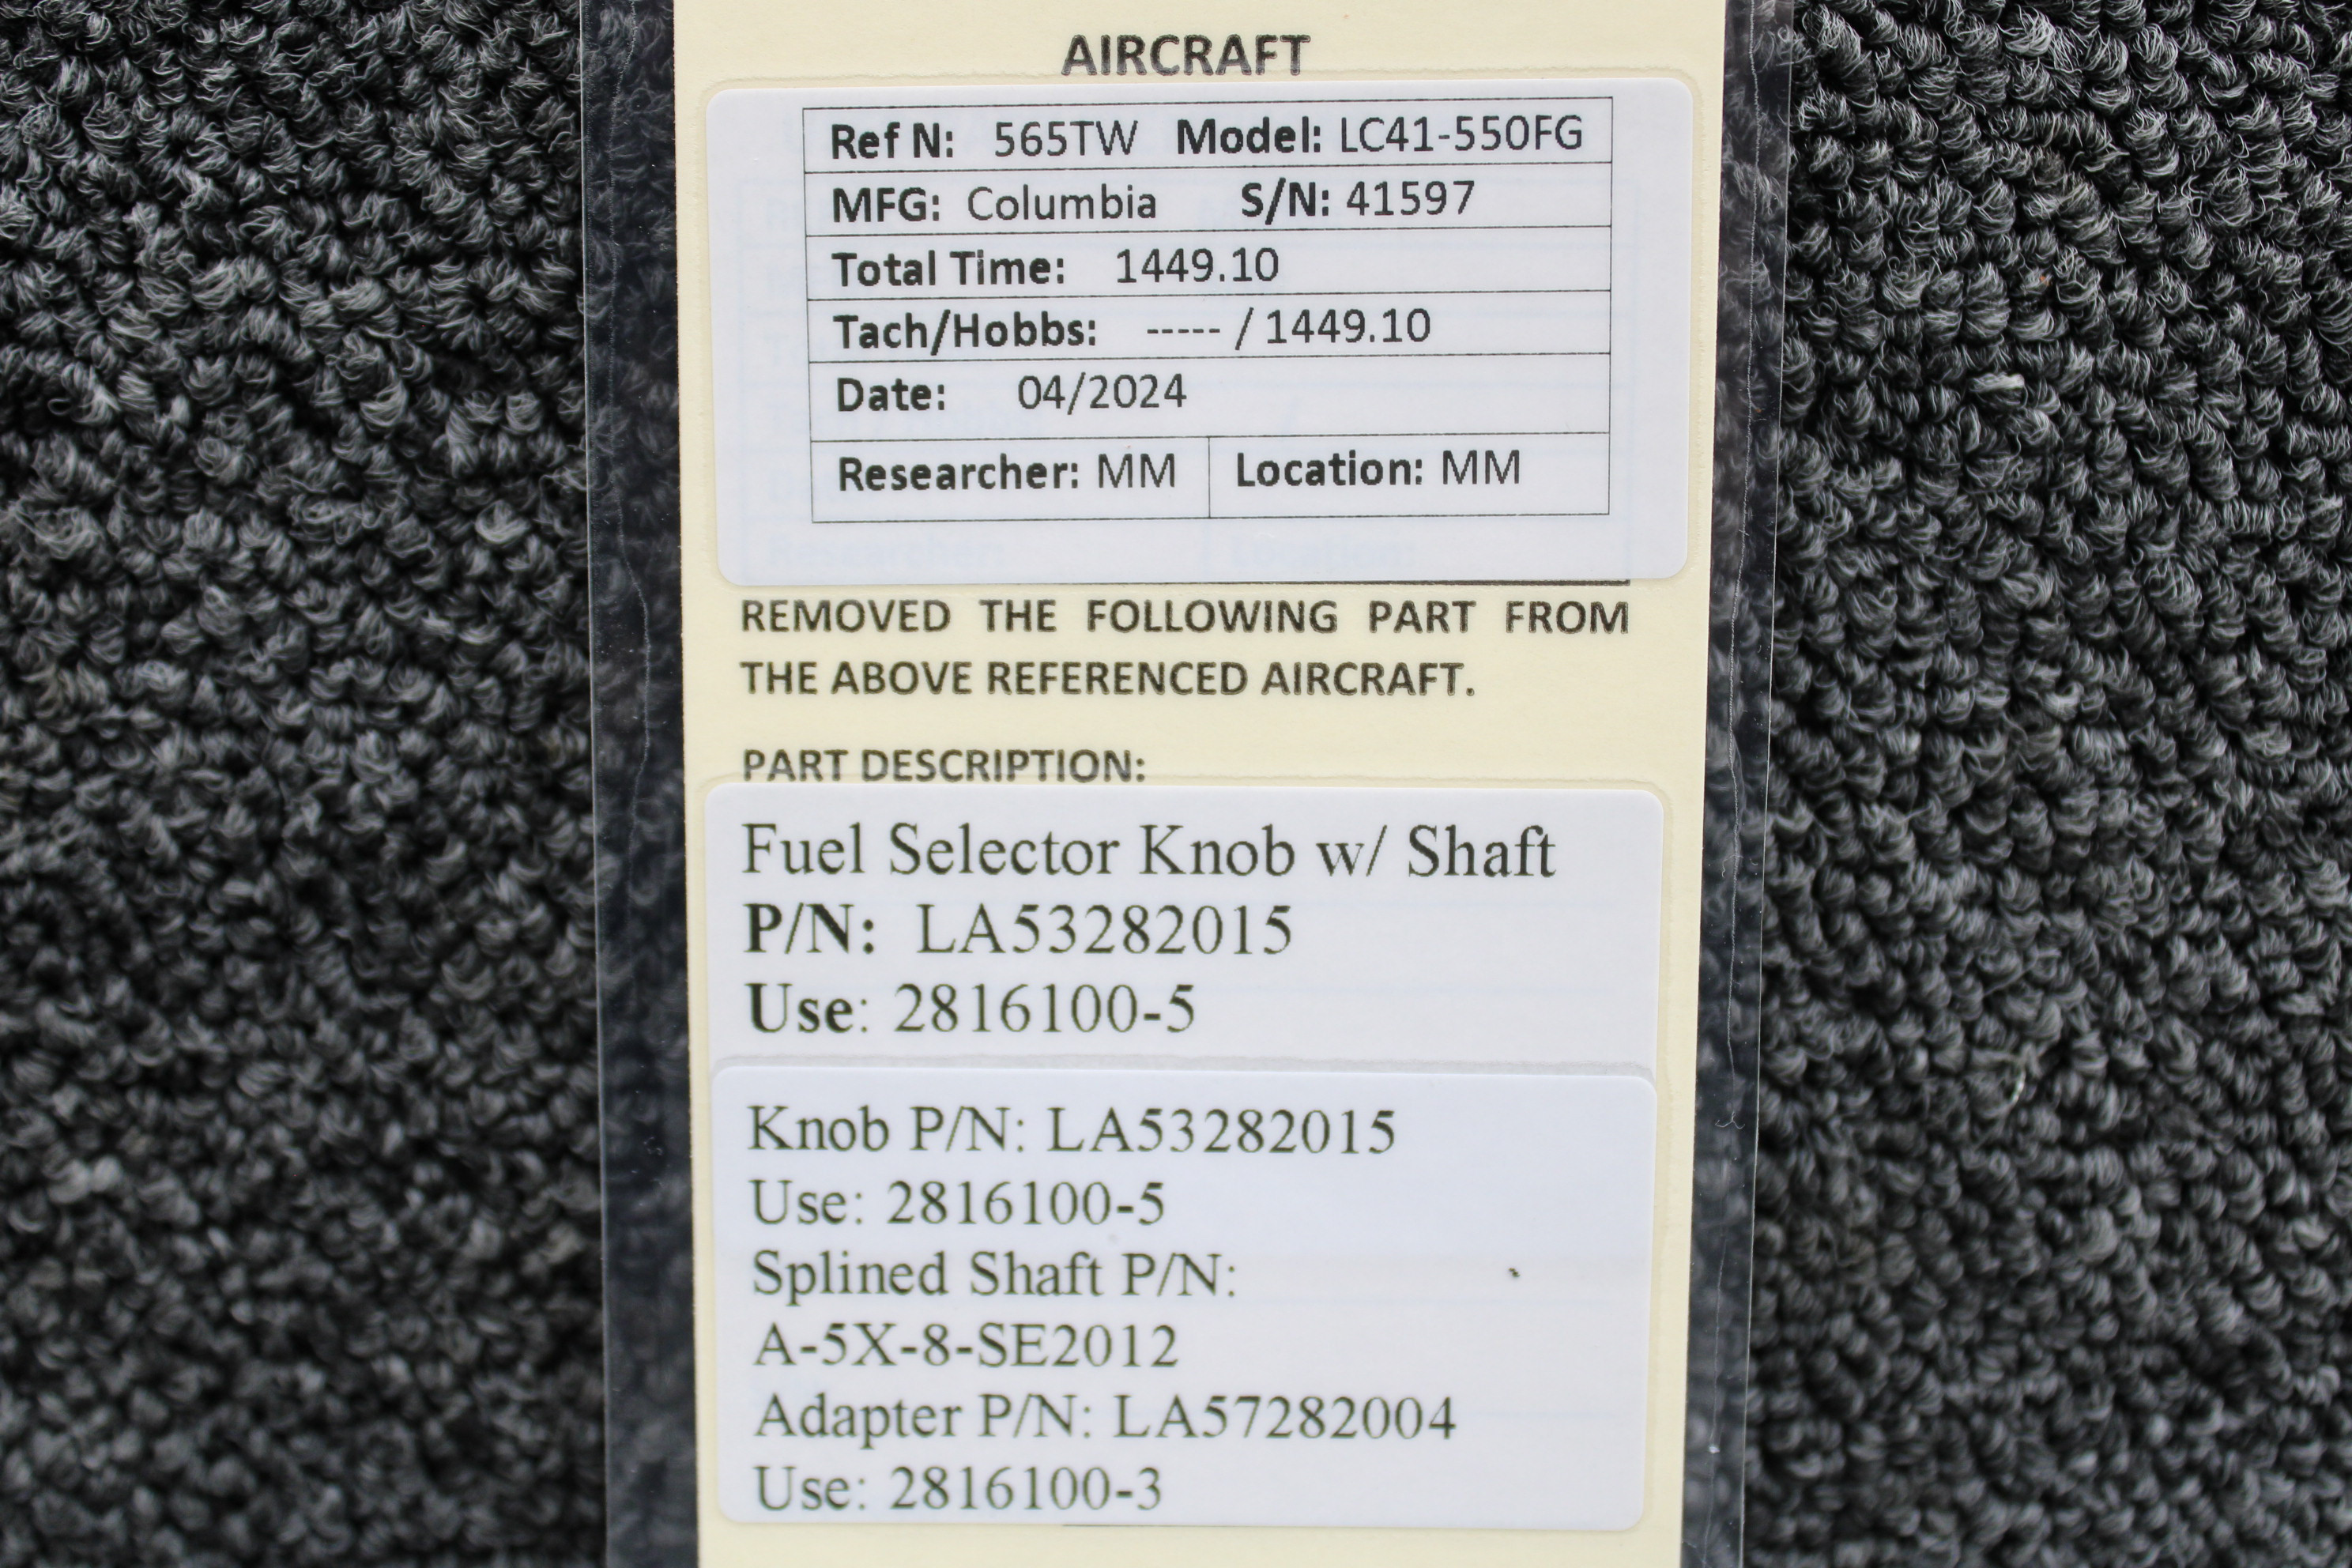 AIRCRAFT
Ref N: 565TW Model: LC41-550FG
MFG: Columbia S/N: 41597
Total Time: 1449.10
Tach/Hobbs: ----- / 1449.10
Date: 04/2024
Researcher: MM Location: MM
Researcher: Location:
REMOVED THE FOLLOWING PART FROM
THE ABOVE REFERENCED AIRCRAFT.
PART DESCRIPTION:
Fuel Selector Knob w/ Shaft
P/N: LA53282015
Use: 2816100-5
Knob P/N: LA53282015
Use: 2816100-5
Splined Shaft P/N:
A-5X-8-SE2012
Adapter P/N: LA57282004
Use: 2816100-3